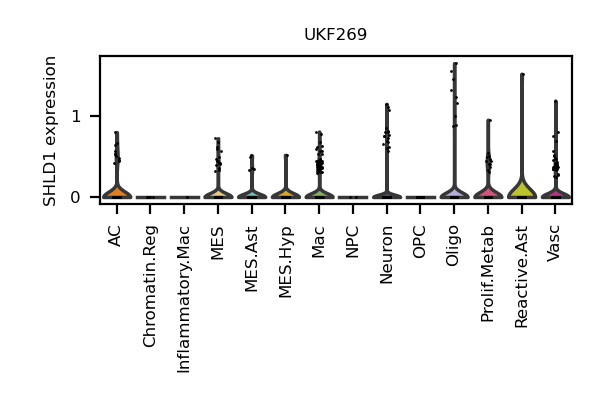 UKF269
SHLD1 expression
1
0
AC
Chromatin.Reg
Inflammatory.Mac
MES
MES.Ast
MES.Hyp
Mac
NPC
Neuron
OPC
Oligo
Prolif.Metab
Reactive.Ast
Vasc